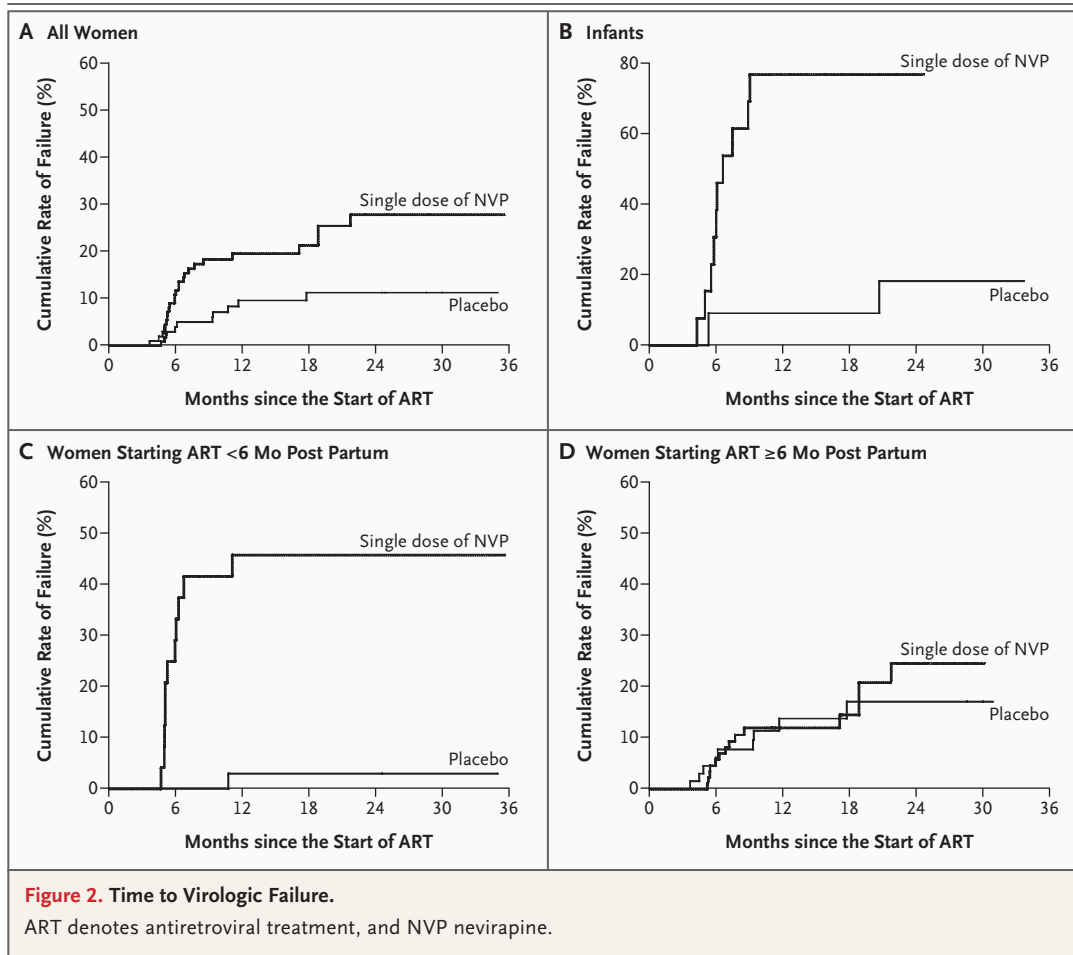 A All Women
Cumulative Rate of Failure (%)
60
50
40
30
20
10
0
Single dose of NVP
Placebo
0 6 12 18 24 30 36
Months since the Start of ART
B Infants
Cumulative Rate of Failure (%)
80
60
40
20
0
Single dose of NVP
Placebo
0 6 12 18 24 30 36
Months since the Start of ART
C Women Starting ART <6 Mo Post Partum
Cumulative Rate of Failure (%)
60
50
40
30
20
10
0
Single dose of NVP
Placebo
0 6 12 18 24 30 36
Months since the Start of ART
D Women Starting ART ≥6 Mo Post Partum
Cumulative Rate of Failure (%)
60
50
40
30
20
10
0
Single dose of NVP
Placebo
0 6 12 18 24 30 36
Months since the Start of ART
Figure 2. Time to Virologic Failure.
ART denotes antiretroviral treatment, and NVP nevirapine.